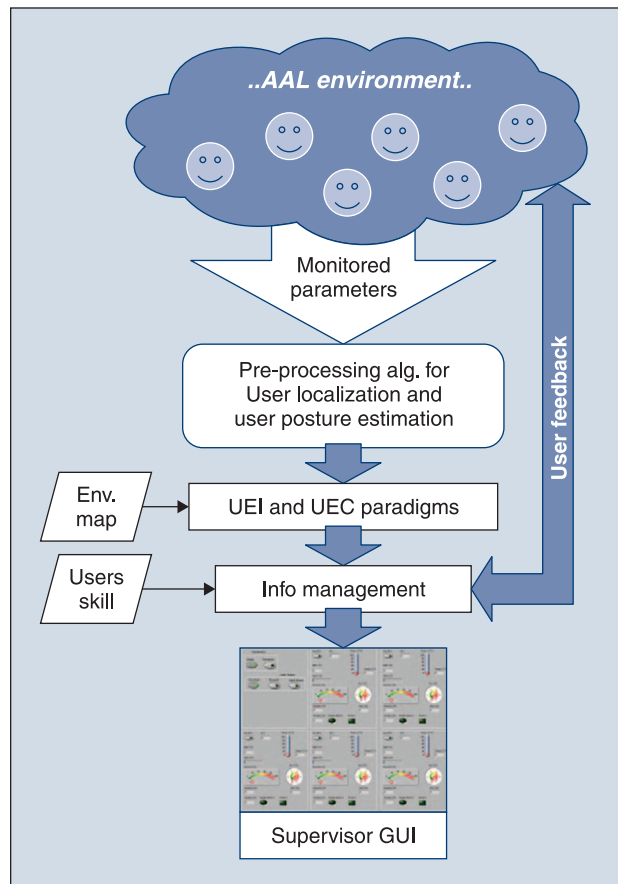 ..AAL environment..
Monitored
parameters
Pre-processing alg. for
User localization and
user posture estimation
User feedback
Env.
map
UEI and UEC paradigms
Users
skill
Info management
Supervisor GUI